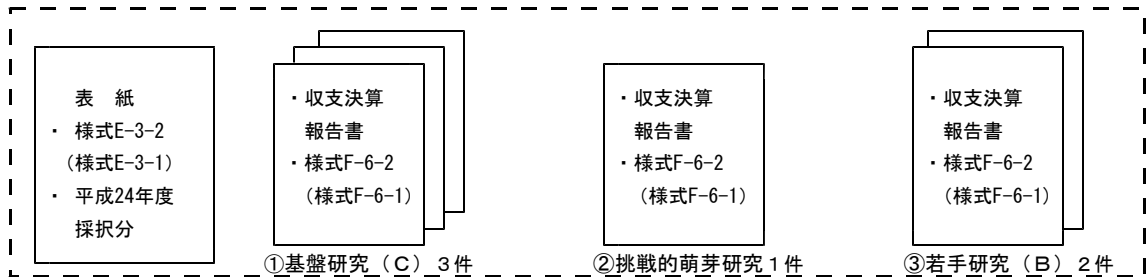 表　紙
・ 様式E-3-2
（様式E-3-1）
・ 平成24年度
採択分
・収支決算
報告書
・様式F-6-2
（様式F-6-1）
①基盤研究（C）３件
・収支決算
報告書
・様式F-6-2
（様式F-6-1）
②挑戦的萌芽研究１件
・収支決算
報告書
・様式F-6-2
（様式F-6-1）
③若手研究（B）２件